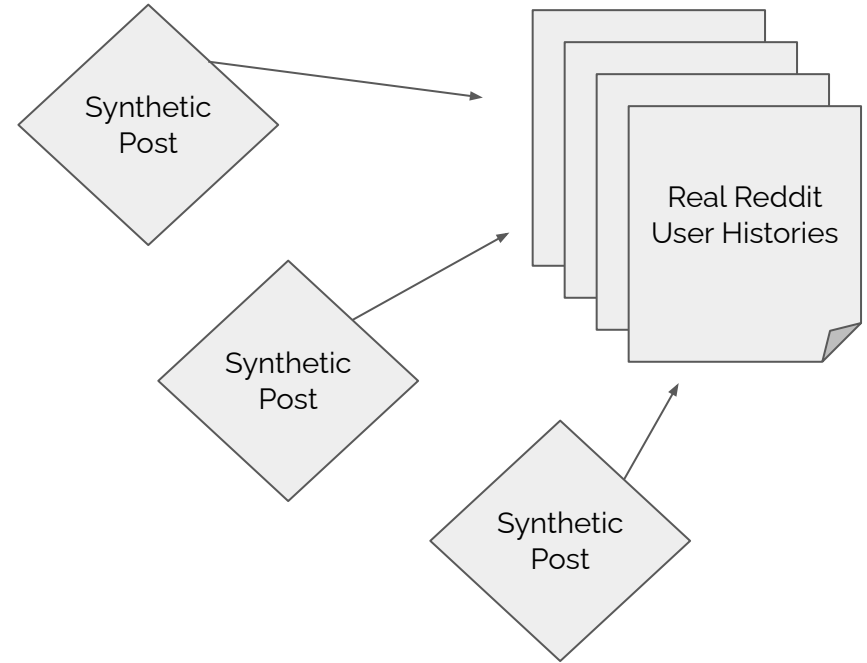 Synthetic
Post
Real Reddit
User Histories
Synthetic
Post
Synthetic
Post